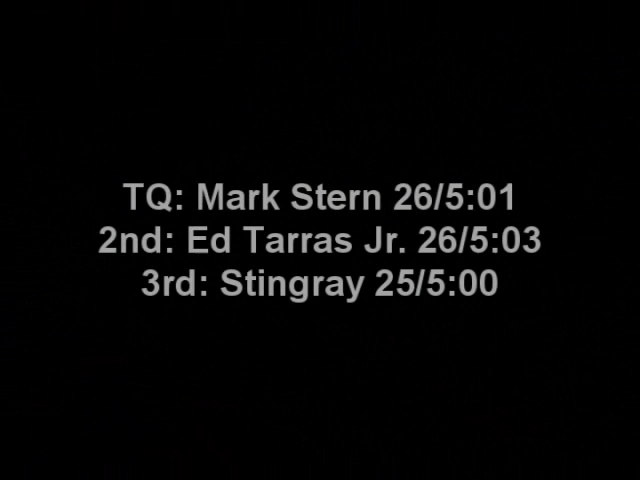 TQ: Mark Stern 26/5:01
2nd: Ed Tarras Jr. 26/5:03
3rd: Stingray 25/5:00